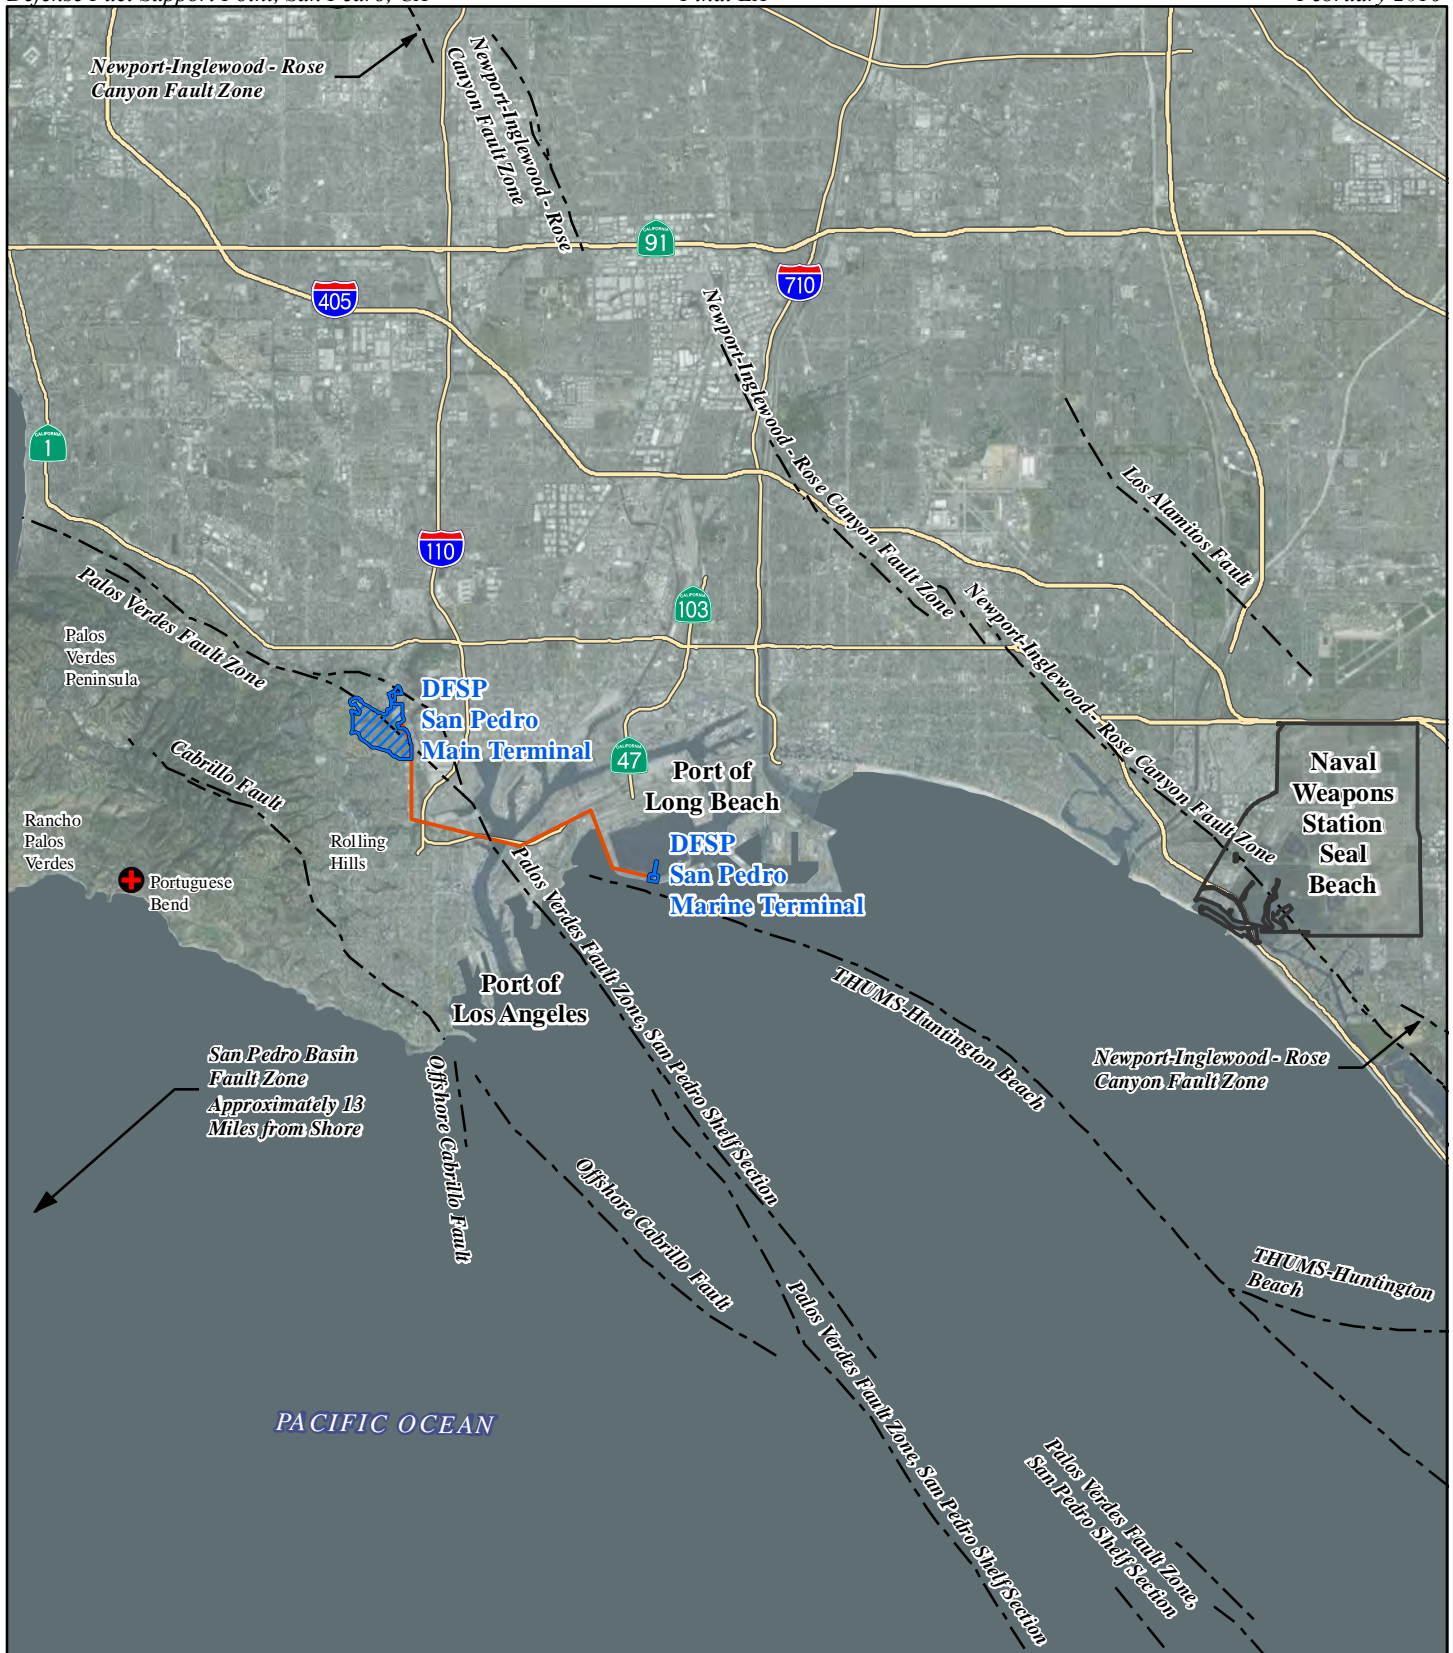 Newport-Inglewood - Rose
Canyon Fault Zone
Newport-Inglewood - Rose
Canyon Fault Zone
CALIFORNIA
91
405
710
Newport-Inglewood - Rose Canyon Fault Zone
CALIFORNIA
1
Los Alamitos Fault
110
CALIFORNIA
103
Palos Verdes Fault Zone
Newport-Inglewood - Rose Canyon Fault Zone
Palos
Verdes
Peninsula
DFSP
San Pedro
Main Terminal
Cabrillo Fault
CALIFORNIA
47
Port of
Long Beach
Naval
Weapons
Station
Seal
Beach
Rancho
Palos
Verdes
Rolling
Hills
DFSP
San Pedro
Marine Terminal
Portuguese
Bend
Palos Verdes Fault Zone, San Pedro Shelf Section
Port of
Los Angeles
THUMS-Huntington Beach
San Pedro Basin
Fault Zone
Approximately 13
Miles from Shore
Offshore Cabrillo Fault
Newport-Inglewood - Rose
Canyon Fault Zone
Offshore Cabrillo Fault
THUMS-Huntington
Beach
Palos Verdes Fault Zone, San Pedro Shelf Section
PACIFIC OCEAN
Palos Verdes Fault Zone,
San Pedro Shelf Section